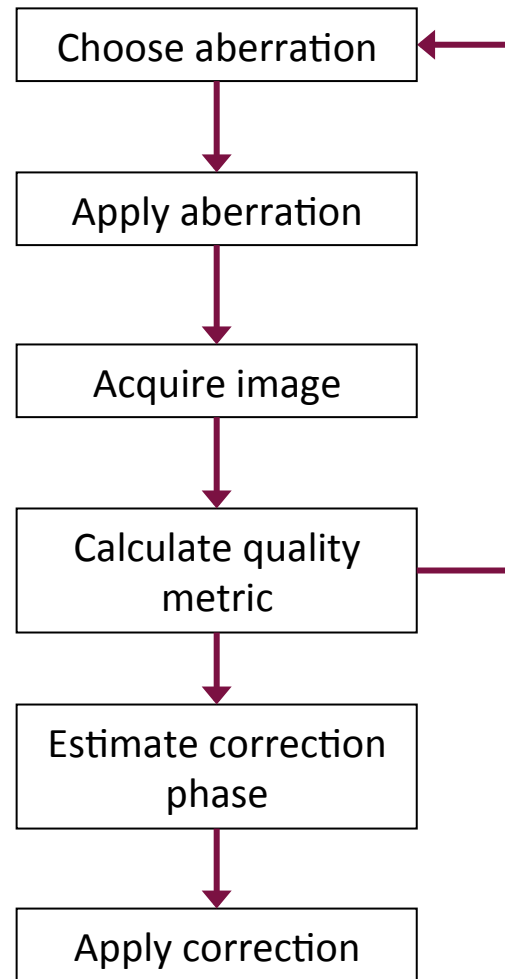 Choose aberration
Apply aberration
Acquire image
Calculate quality
metric
Estimate correction
phase
Apply correction